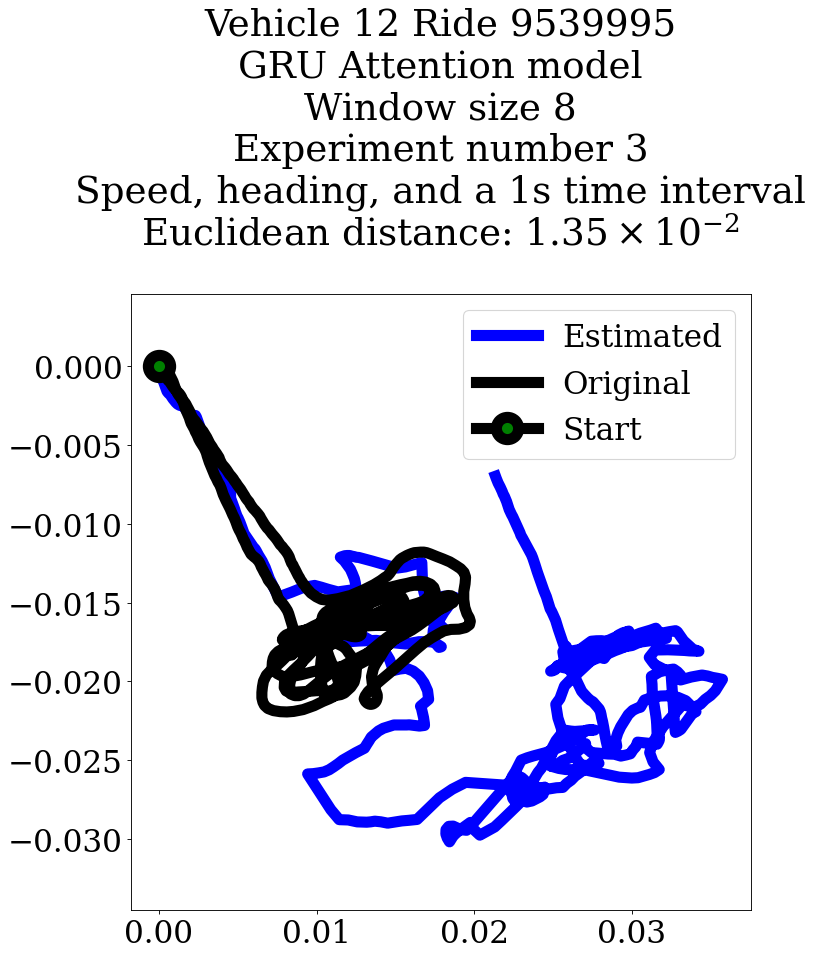 Vehicle 12 Ride 9539995
GRU Attention model
Window size 8
Experiment number 3
Speed, heading, and a 1s time interval
Euclidean distance: 1.35 × 10⁻²
Estimated
Original
Start
0.000
−0.005
−0.010
−0.015
−0.020
−0.025
−0.030
0.00 0.01 0.02 0.03